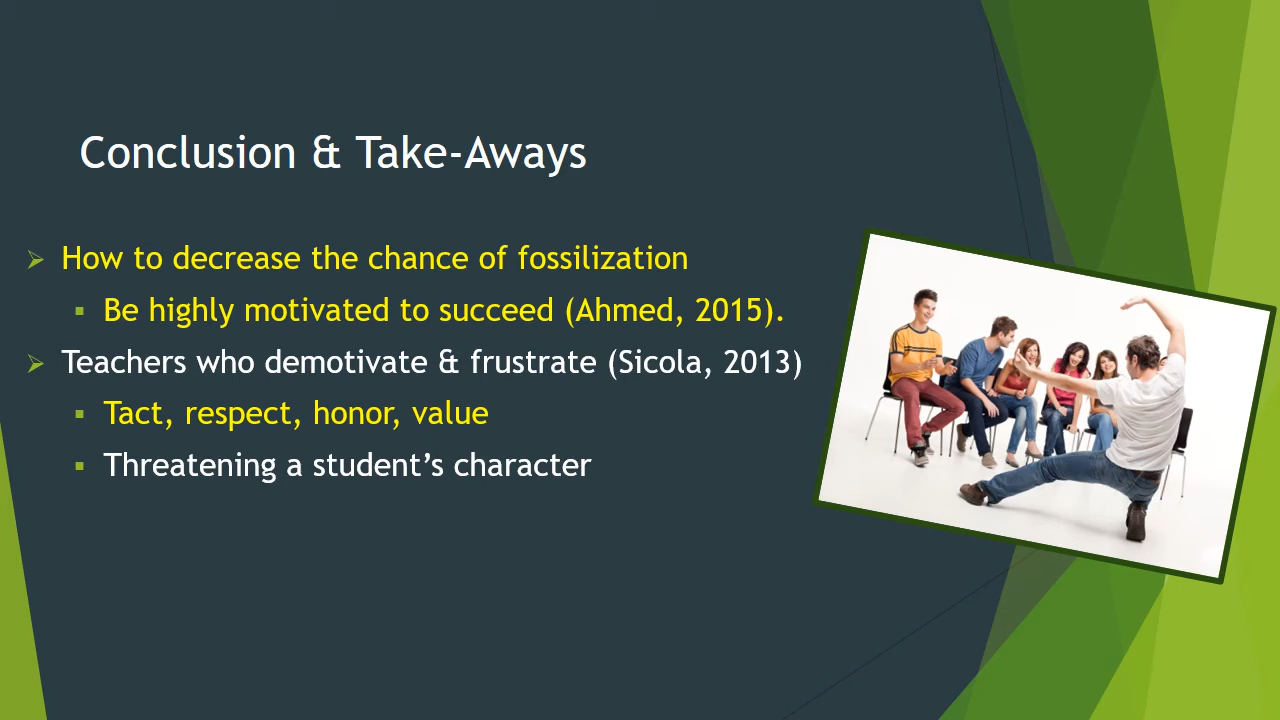 Conclusion & Take-Aways
How to decrease the chance of fossilization
Be highly motivated to succeed (Ahmed, 2015).
Teachers who demotivate & frustrate (Sicola, 2013)
Tact, respect, honor, value
Threatening a student’s character